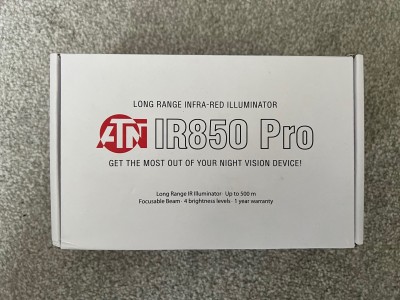 LONG RANGE INFRA-RED ILLUMINATOR
ATN IR850 Pro
GET THE MOST OUT OF YOUR NIGHT VISION DEVICE!
Long Range IR Illuminator · Up to 500 m
Focusable Beam · 4 brightness levels · 1 year warranty